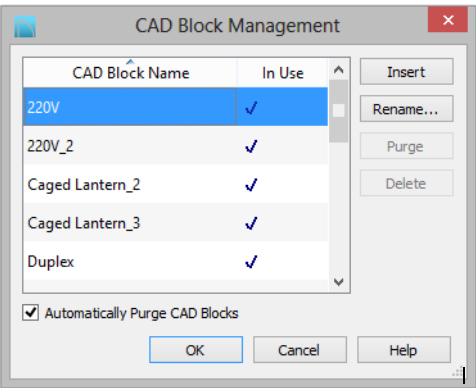 CAD Block Management
CAD Block Name In Use Insert
220V Rename...
220V_2 Purge
Caged Lantern_2 Delete
Caged Lantern_3
Duplex
Automatically Purge CAD Blocks
OK Cancel Help